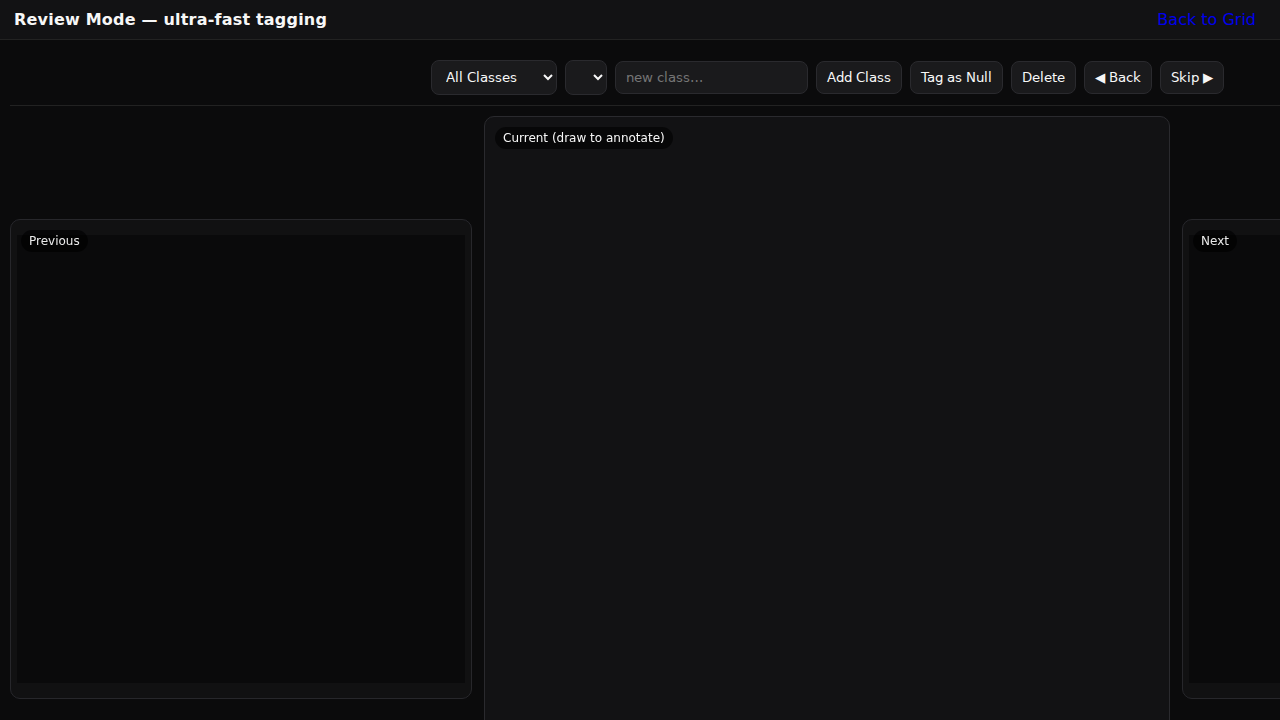 Review Mode — ultra-fast tagging
Back to Grid
All Classes
new class...
Add Class
Tag as Null
Delete
◀ Back
Skip ▶
Current (draw to annotate)
Previous
Next